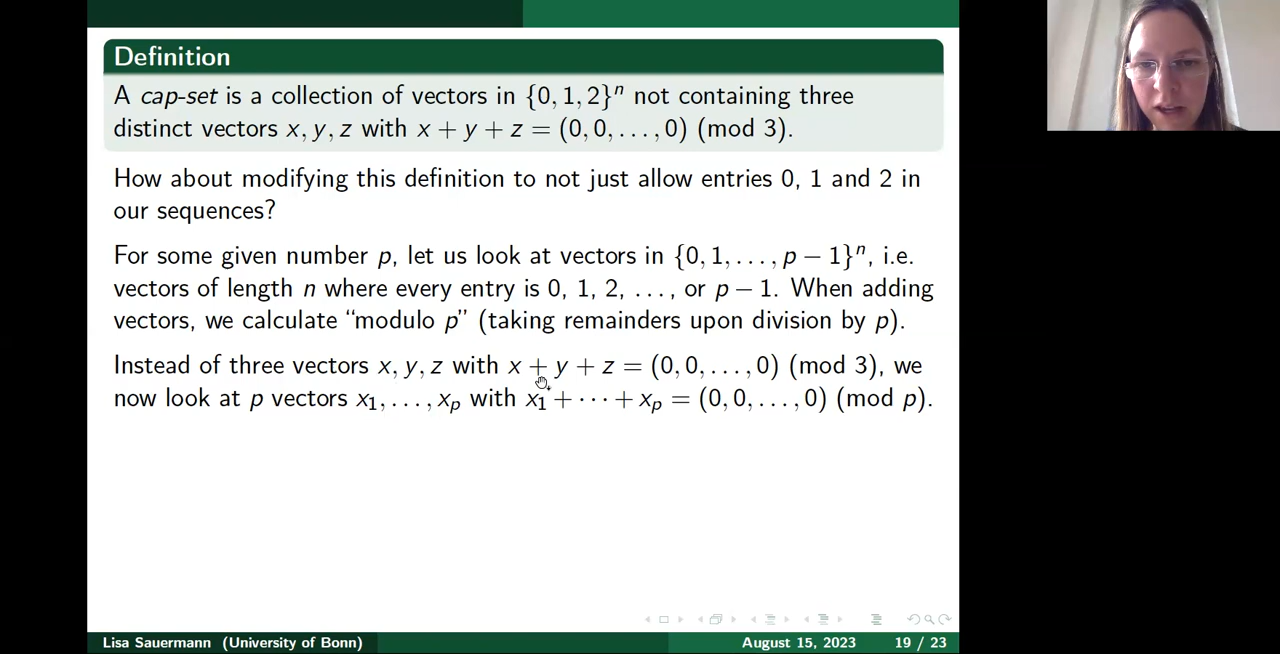 Definition
A cap-set is a collection of vectors in {0, 1, 2}ⁿ not containing three
distinct vectors x, y, z with x + y + z = (0, 0, . . . , 0) (mod 3).
How about modifying this definition to not just allow entries 0, 1 and 2 in
our sequences?
For some given number p, let us look at vectors in {0, 1, . . . , p − 1}ⁿ, i.e.
vectors of length n where every entry is 0, 1, 2, . . . , or p − 1. When adding
vectors, we calculate “modulo p” (taking remainders upon division by p).
Instead of three vectors x, y, z with x + y + z = (0, 0, . . . , 0) (mod 3), we
now look at p vectors x₁, . . . , xₚ with x₁ + · · · + xₚ = (0, 0, . . . , 0) (mod p).
Lisa Sauermann (University of Bonn) August 15, 2023 19 / 23